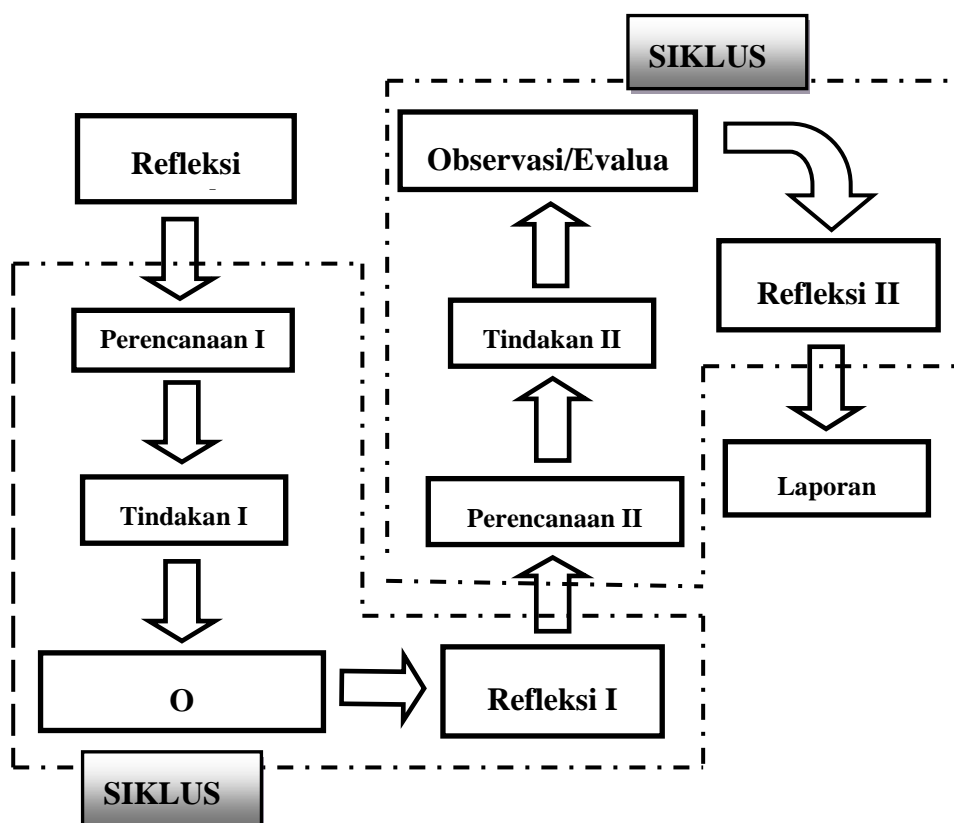 Refleksi
Perencanaan I
Tindakan I
O
SIKLUS
Refleksi I
Perencanaan II
Tindakan II
Observasi/Evalua
SIKLUS
Refleksi II
Laporan